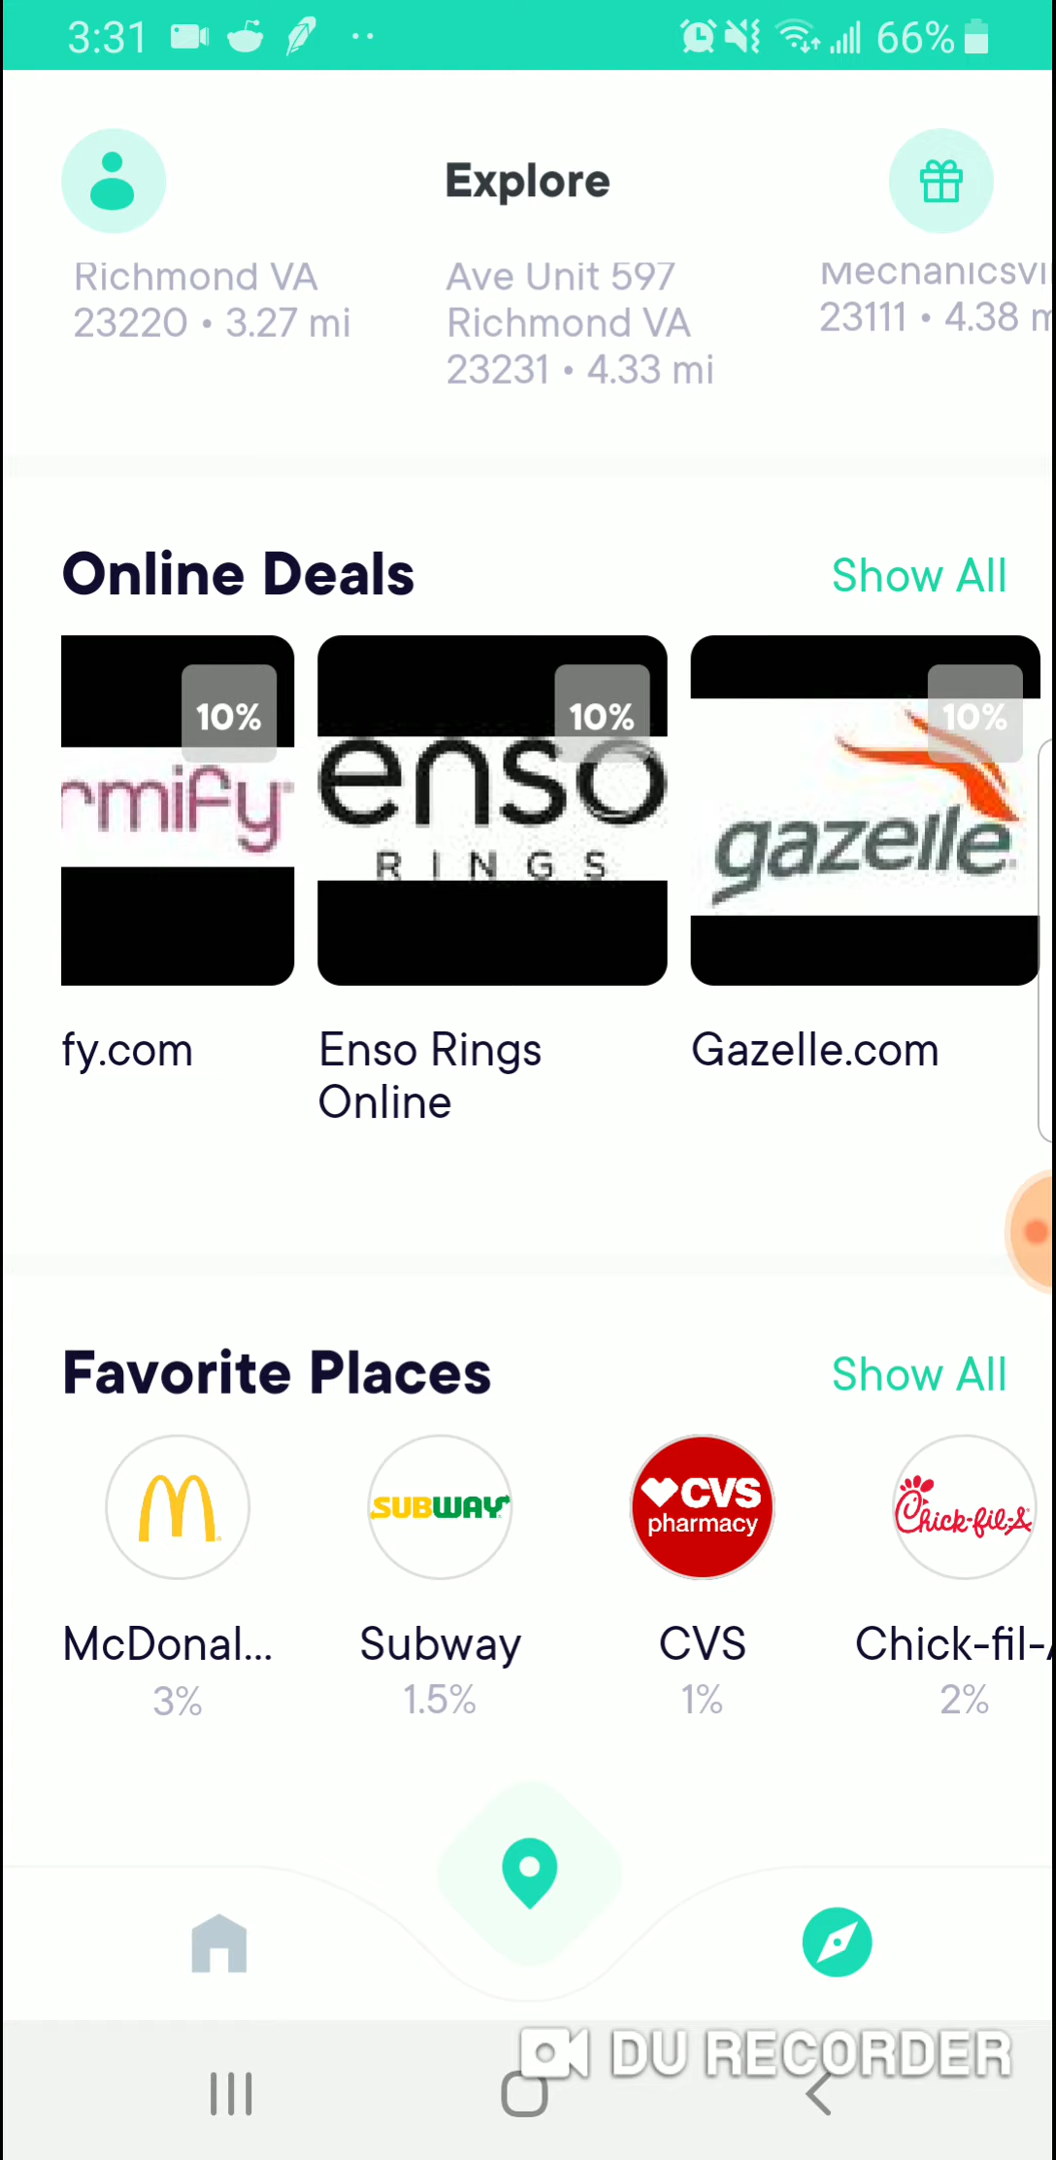 3:31
66%
Explore
Richmond VA
23220 • 3.27 mi
Ave Unit 597
Richmond VA
23231 • 4.33 mi
23111 • 4.38
Online Deals
Show All
10%
10%
10%
rmify
enso
RINGS
gazelle
fy.com
Enso Rings
Online
Gazelle.com
Favorite Places
Show All
SUBWAY
CVS
pharmacy
Chick-fil-A
McDonal...
3%
Subway
1.5%
CVS
1%
Chick-fil-
2%
DU RECORDER